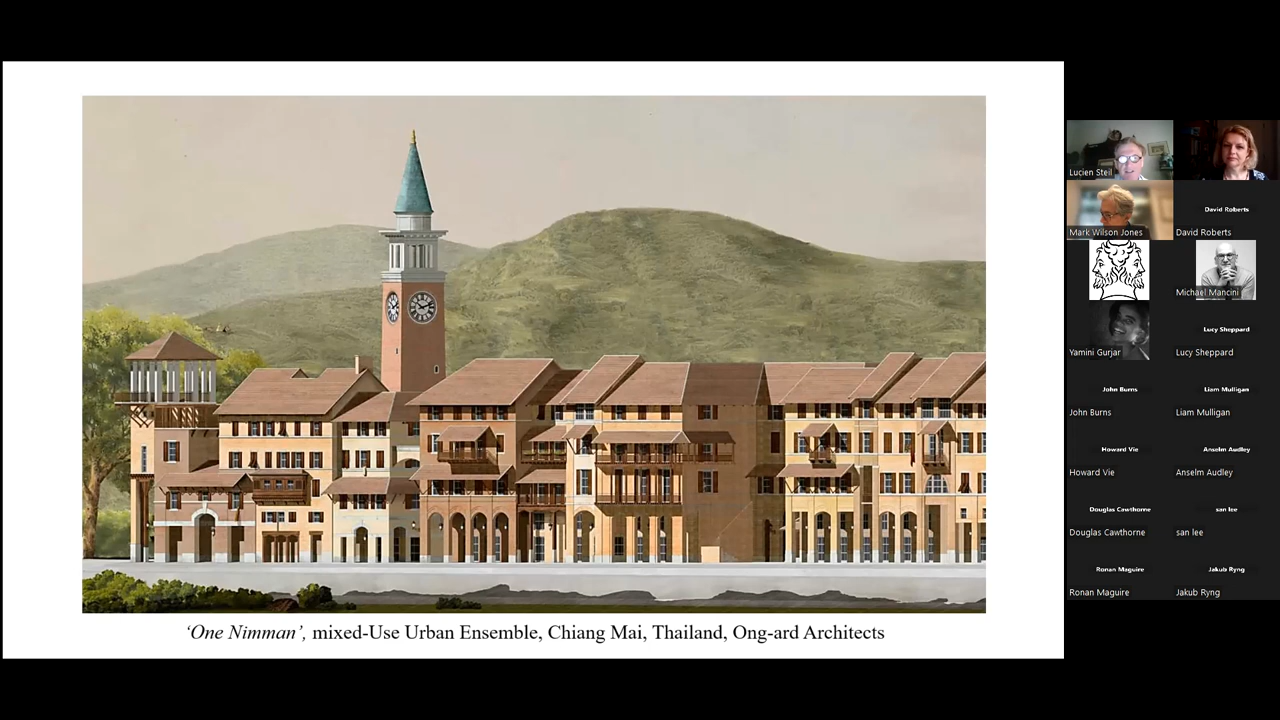 'One Nimman', mixed-Use Urban Ensemble, Chiang Mai, Thailand, Ong-ard Architects
Lucien Steil
Mark Wilson Jones
David Roberts
David Roberts
Michael Mancini
Yamini Gurjar
Lucy Sheppard
Lucy Sheppard
John Burns
John Burns
Liam Mulligan
Liam Mulligan
Howard Vie
Howard Vie
Anselm Audley
Anselm Audley
Douglas Cawthorne
Douglas Cawthorne
san lee
san lee
Ronan Maguire
Ronan Maguire
Jakub Ryng
Jakub Ryng